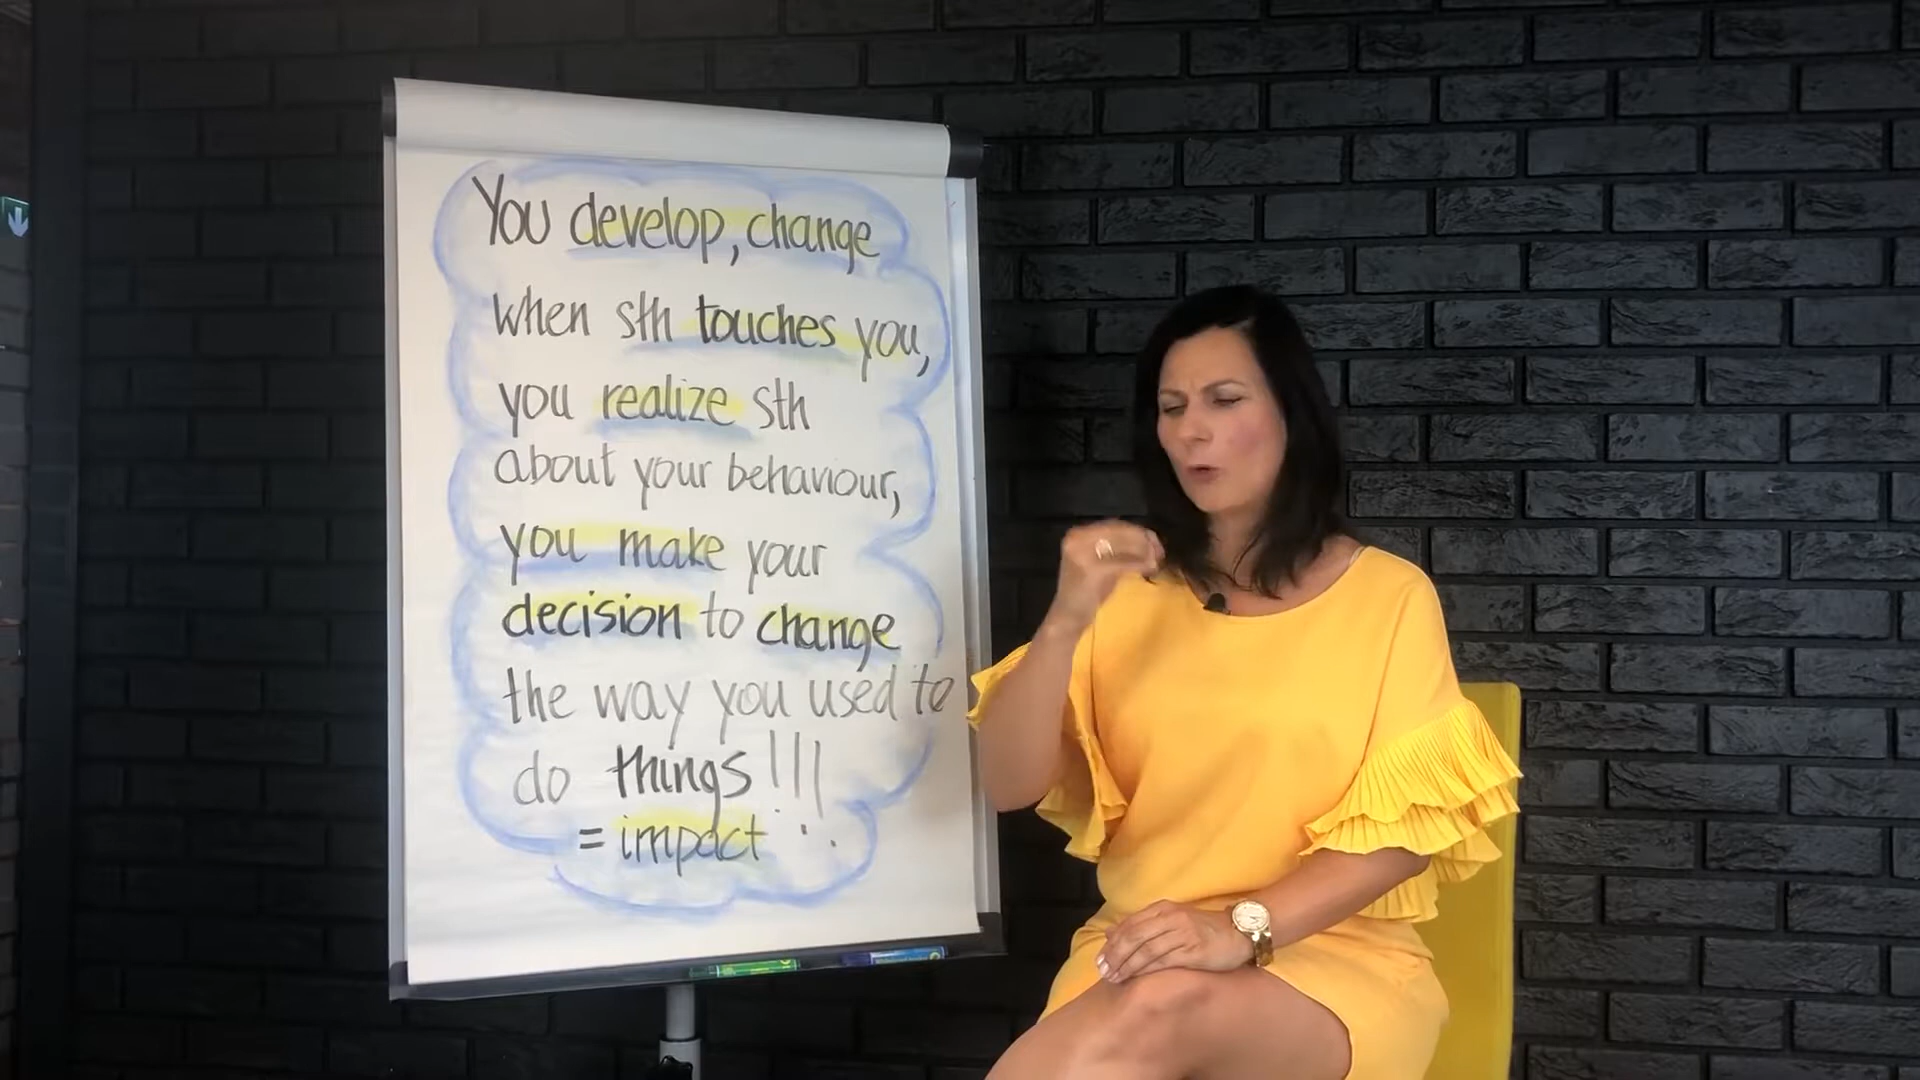 You develop, change
when sth touches you,
you realize sth
about your behaviour,
you make your
decision to change
the way you used to
do things!!!
= impact